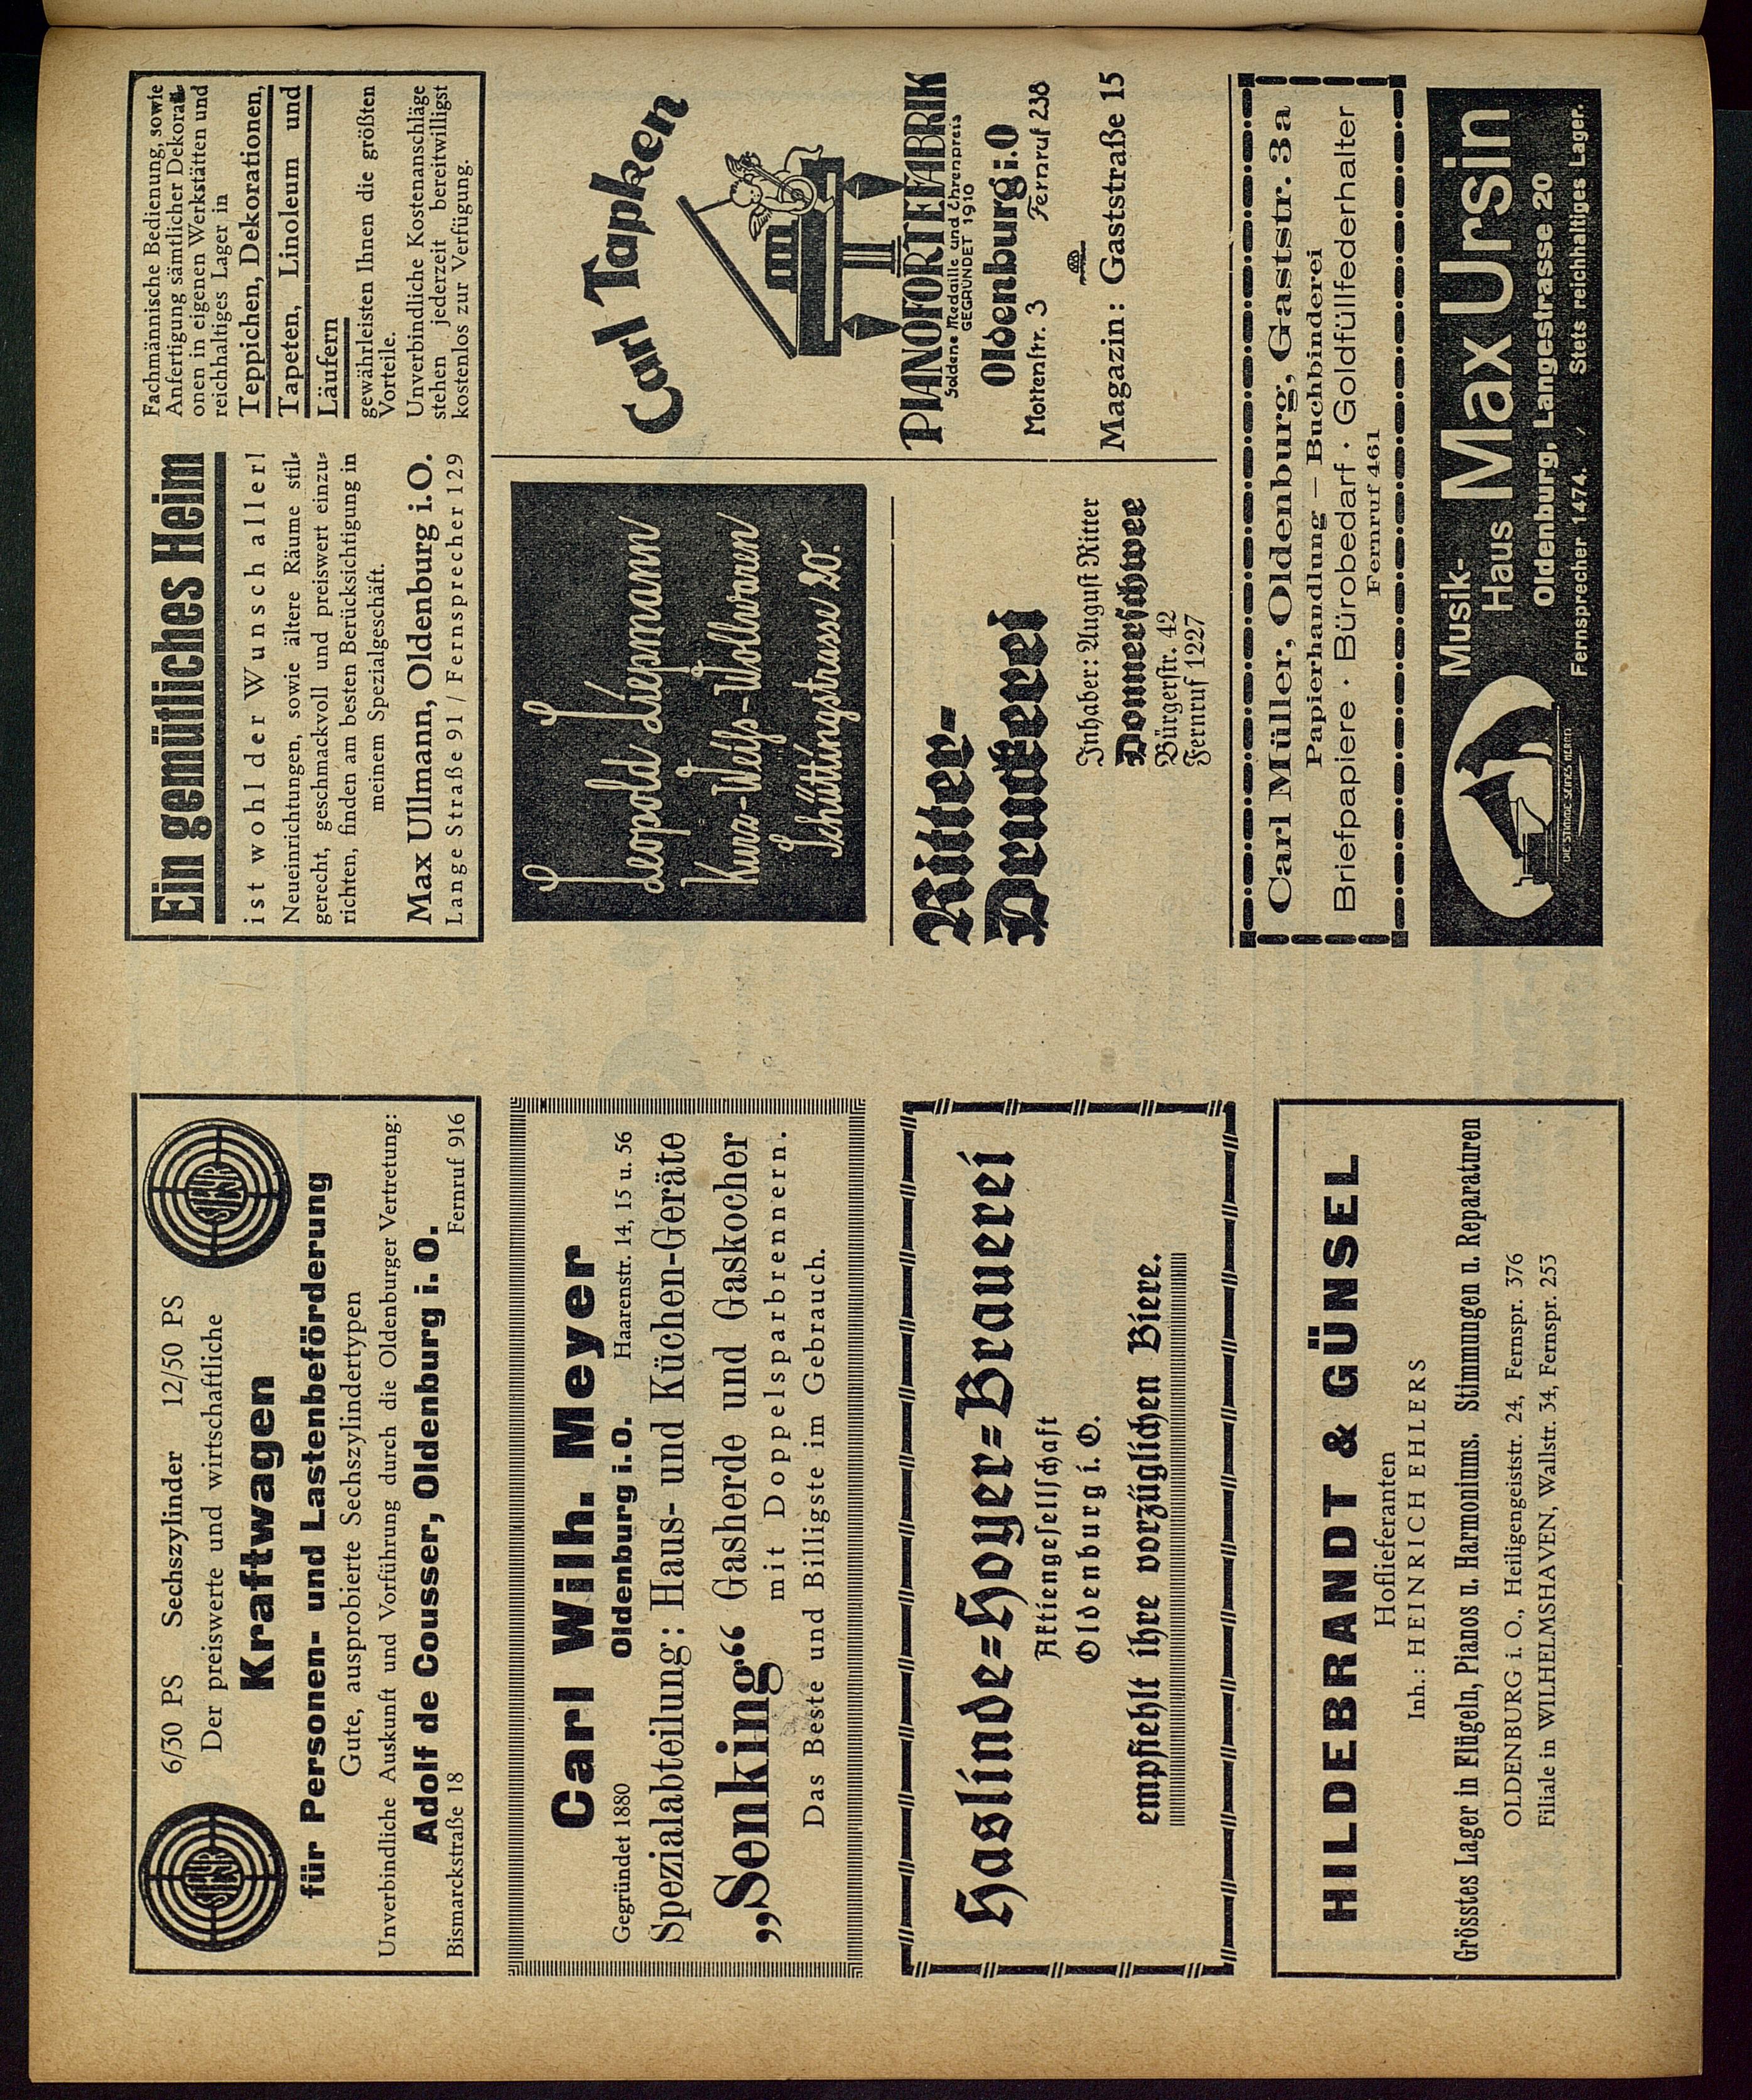 6/30 PS Sechszylinder 12/50 PS
Der preiswerte und wirtschaftliche
Kraftwagen
für Personen- und Lastenbeförderung
Gute, ausprobierte Sechszylindertypen
Unverbindliche Auskunft und Vorführung durch die Oldenburger Vertretung:
Adolf de Cousser, Oldenburg i. O.
Bismarckstraße 18 Fernruf 916
Carl Wilh. Meyer
Gegründet 1880 Oldenburg i. O. Haarenstr. 14, 15 u. 56
Spezialabteilung: Haus- und Küchen-Geräte
„Senking“ Gasherde und Gaskocher
mit Doppelsparbrennern.
Das Beste und Billigste im Gebrauch.
Haslinde=Hoyer=Brauerei
Aktiengesellschaft
Oldenburg i. O.
empfiehlt ihre vorzüglichen Biere.
HILDEBRANDT & GÜNSEL
Hoflieferanten
Inh.: HEINRICH EHLERS
Grösstes Lager in Flügeln, Pianos u. Harmoniums. Stimmungen u. Reparaturen
OLDENBURG i. O., Heiligengeiststr. 24, Fernspr. 376
Filiale in WILHELMSHAVEN, Wallstr. 34, Fernspr. 253
Ein gemütliches Heim
ist wohl der Wunsch aller!
Neueinrichtungen, sowie ältere Räume stil-
gerecht, geschmackvoll und preiswert einzu-
richten, finden am besten Berücksichtigung in
meinem Spezialgeschäft.
Max Ullmann, Oldenburg i. O.
Lange Straße 91 / Fernsprecher 129
Fachmännische Bedienung, sowie
Anfertigung sämtlicher Dekorati-
onen in eigenen Werkstätten und
reichhaltiges Lager in
Teppichen, Dekorationen,
Tapeten, Linoleum und
Läufern
gewährleisten Ihnen die größten
Vorteile.
Unverbindliche Kostenanschläge
stehen jederzeit bereitwilligst
kostenlos zur Verfügung.
Leopold Liepmann
Kurz-Weiß-Wollwaren
Schüttingstrasse 20.
Carl Tapken
PIANOFORTEFABRIK
Goldene Medaille und Ehrenpreis
GEGRÜNDET 1910
Oldenburg i.O
Mottenstr. 3 Fernruf 238
Magazin: Gaststraße 15
Ritter-
Druckerei
Inhaber: August Ritter
Donnerschwee
Bürgerstr. 42
Fernruf 1227
Carl Müller, Oldenburg, Gaststr. 3a
Papierhandlung – Buchbinderei
Briefpapiere · Bürobedarf · Goldfüllfederhalter
Fernruf 461
Musik-
Haus Max Ursin
Oldenburg, Langestrasse 20
Fernsprecher 1474. Stets reichhaltiges Lager.
DIE STIMME SEINES HERRN